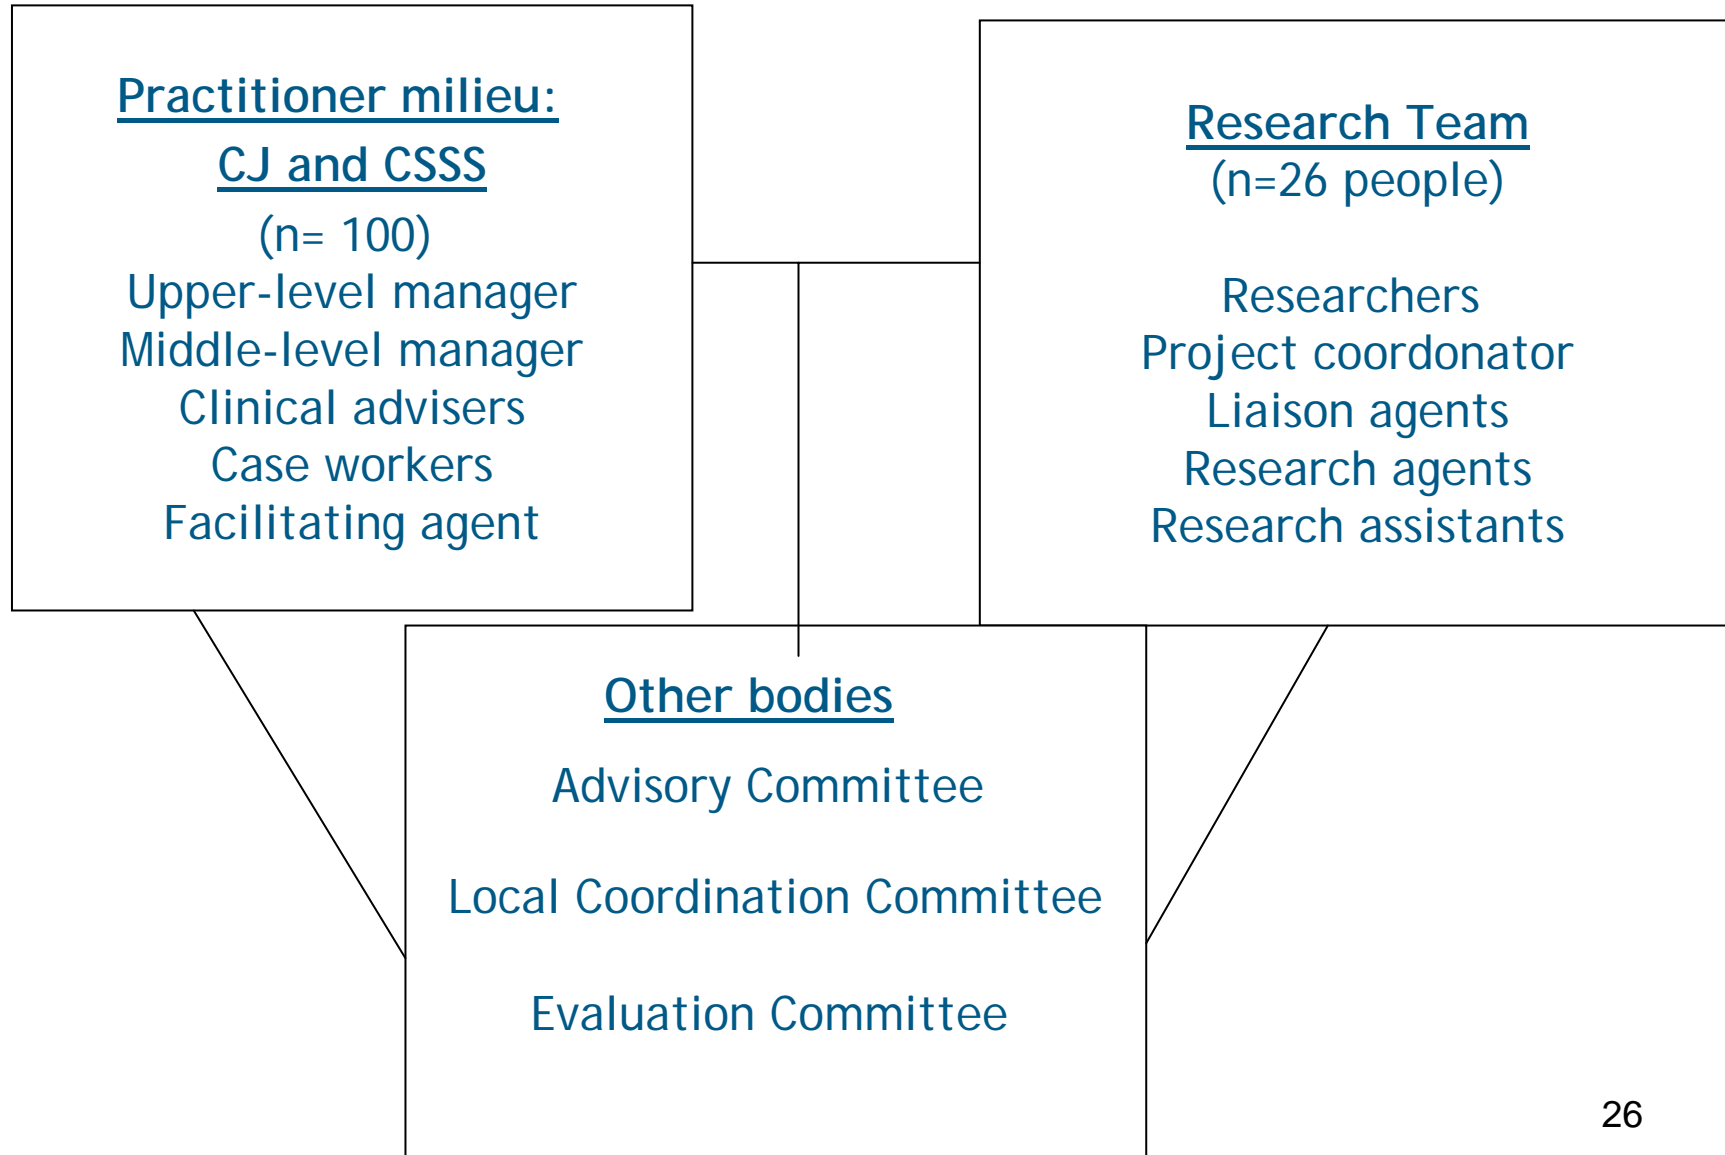 Practitioner milieu:
CJ and CSSS
(n= 100)
Upper-level manager
Middle-level manager
Clinical advisers
Case workers
Facilitating agent
Research Team
(n=26 people)
Researchers
Project coordonator
Liaison agents
Research agents
Research assistants
Other bodies
Advisory Committee
Local Coordination Committee
Evaluation Committee
26